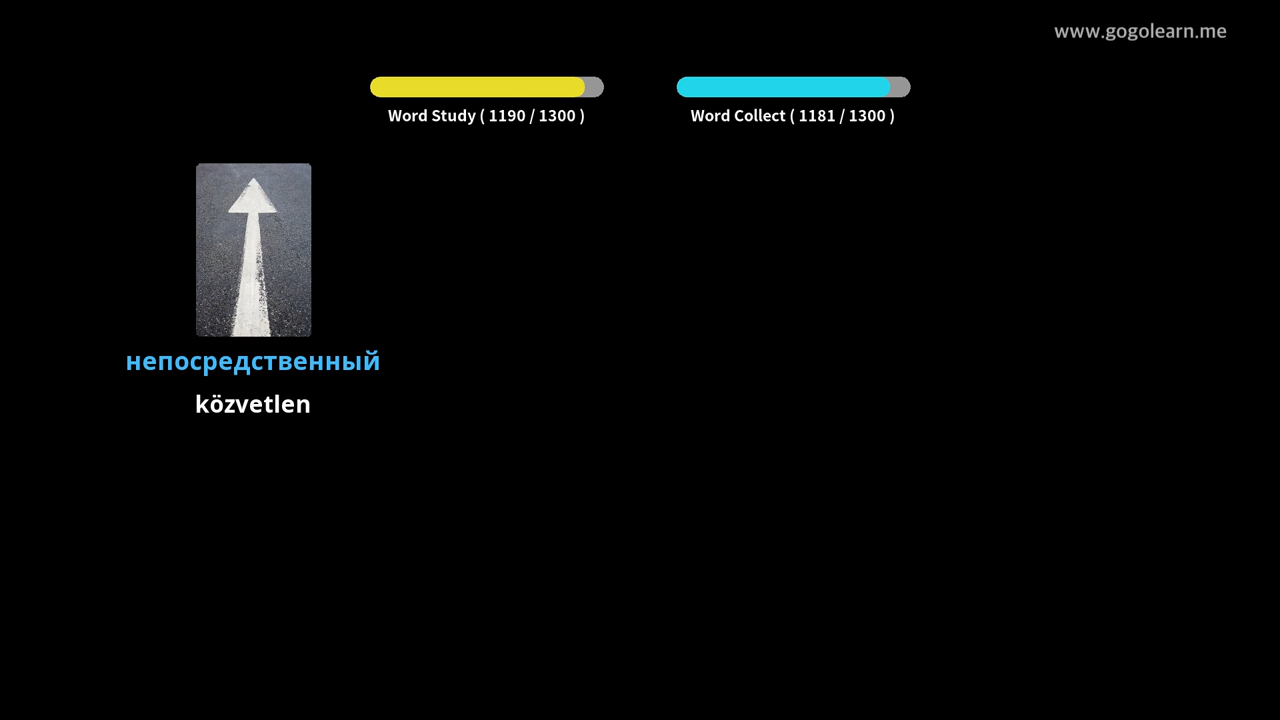 www.gogolearn.me
Word Study ( 1190 / 1300 )
Word Collect ( 1181 / 1300 )
непосредственный
közvetlen